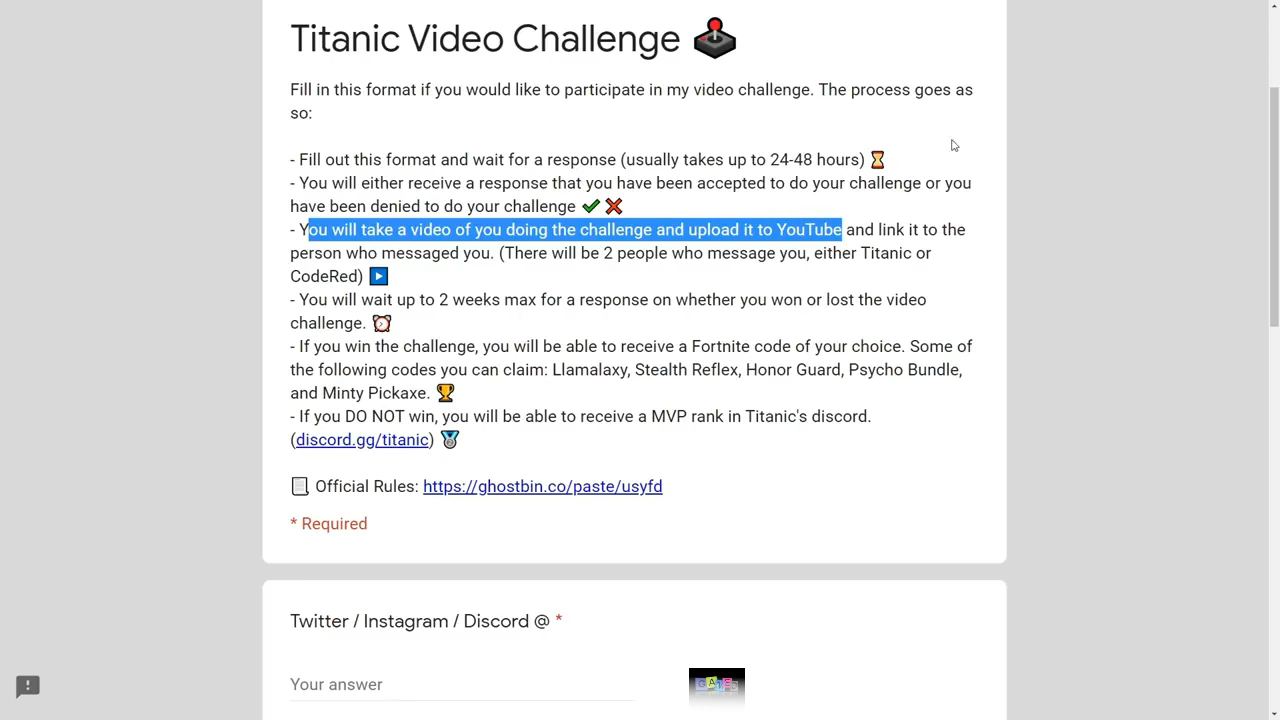 Titanic Video Challenge 🕹️
Fill in this format if you would like to participate in my video challenge. The process goes as
so:
- Fill out this format and wait for a response (usually takes up to 24-48 hours) ⏳
- You will either receive a response that you have been accepted to do your challenge or you
have been denied to do your challenge ✔️ ❌
- You will take a video of you doing the challenge and upload it to YouTube and link it to the
person who messaged you. (There will be 2 people who message you, either Titanic or
CodeRed) ▶️
- You will wait up to 2 weeks max for a response on whether you won or lost the video
challenge. ⏰
- If you win the challenge, you will be able to receive a Fortnite code of your choice. Some of
the following codes you can claim: Llamalaxy, Stealth Reflex, Honor Guard, Psycho Bundle,
and Minty Pickaxe. 🏆
- If you DO NOT win, you will be able to receive a MVP rank in Titanic's discord.
(discord.gg/titanic) 🥈
📃 Official Rules: https://ghostbin.co/paste/usyfd
* Required
Twitter / Instagram / Discord @ *
Your answer